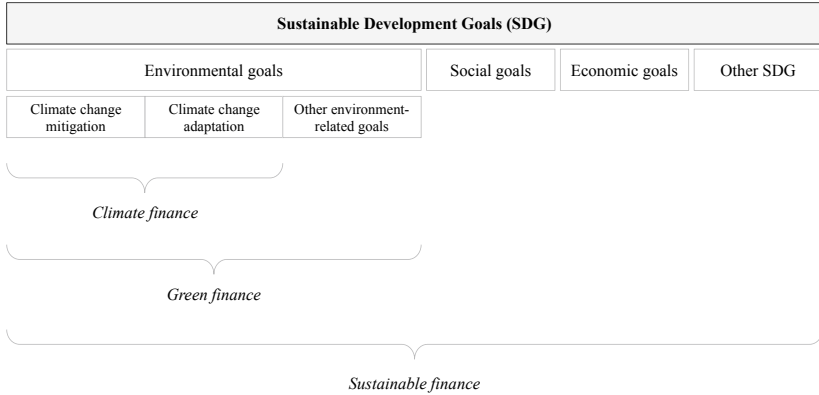 Sustainable Development Goals (SDG)
Environmental goals
Social goals
Economic goals
Other SDG
Climate change
mitigation
Climate change
adaptation
Other environment-
related goals
Climate finance
Green finance
Sustainable finance